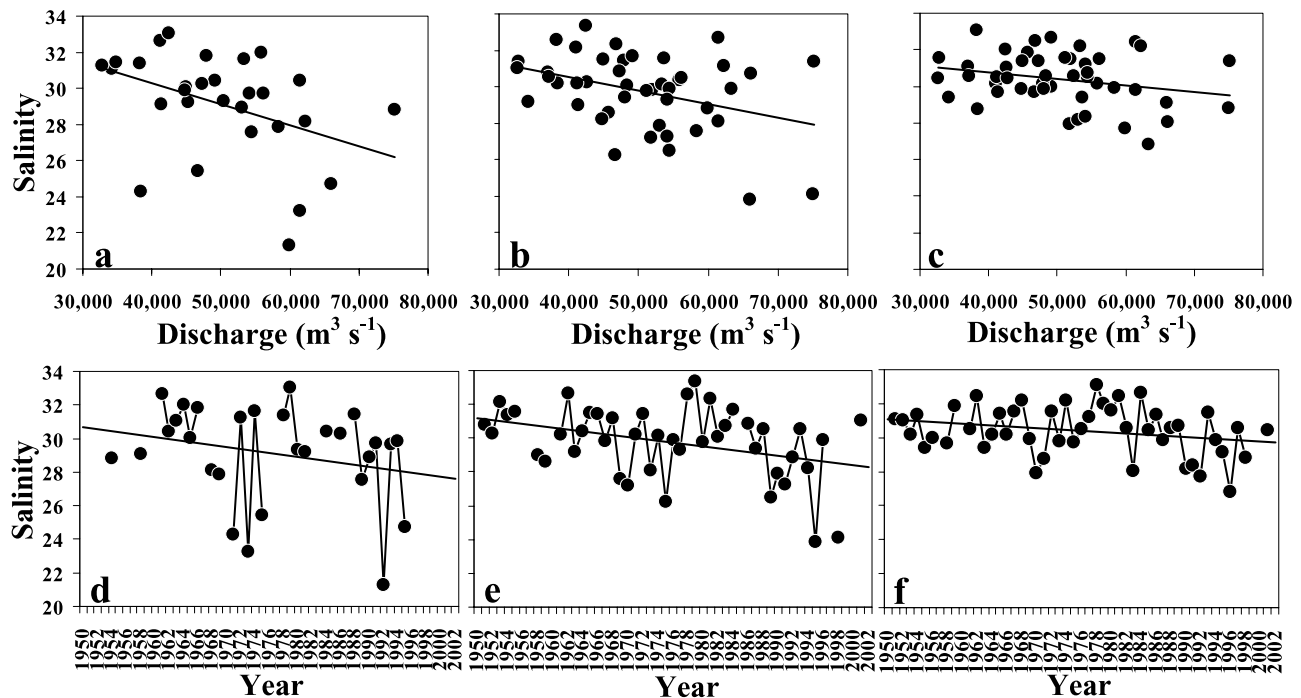 34
32
30
28
26
24
22
20
Salinity
a
30,000 40,000 50,000 60,000 70,000 80,000
Discharge (m³ s⁻¹)
b
30,000 40,000 50,000 60,000 70,000 80,000
Discharge (m³ s⁻¹)
c
30,000 40,000 50,000 60,000 70,000 80,000
Discharge (m³ s⁻¹)
34
32
30
28
26
24
22
20
Salinity
d
1950 1952 1954 1956 1958 1960 1962 1964 1966 1968 1970 1972 1974 1976 1978 1980 1982 1984 1986 1988 1990 1992 1994 1996 1998 2000 2002
Year
e
1950 1952 1954 1956 1958 1960 1962 1964 1966 1968 1970 1972 1974 1976 1978 1980 1982 1984 1986 1988 1990 1992 1994 1996 1998 2000 2002
Year
f
1950 1952 1954 1956 1958 1960 1962 1964 1966 1968 1970 1972 1974 1976 1978 1980 1982 1984 1986 1988 1990 1992 1994 1996 1998 2000 2002
Year